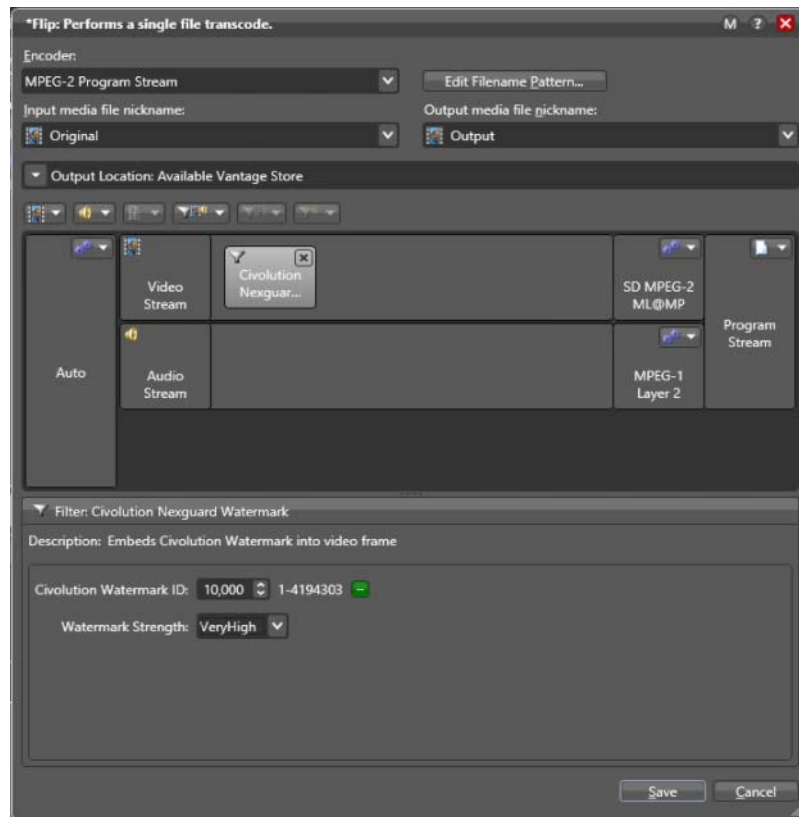 *Flip: Performs a single file transcode.
M ?
Encoder:
MPEG-2 Program Stream
Edit Filename Pattern...
Input media file nickname:
Output media file nickname:
Original
Output
Output Location: Available Vantage Store
Auto
Video
Stream
Civolution
Nexguar...
SD MPEG-2
ML@MP
Program
Stream
Audio
Stream
MPEG-1
Layer 2
Filter: Civolution Nexguard Watermark
Description: Embeds Civolution Watermark into video frame
Civolution Watermark ID: 10,000 1-4194303
Watermark Strength: VeryHigh
Save Cancel